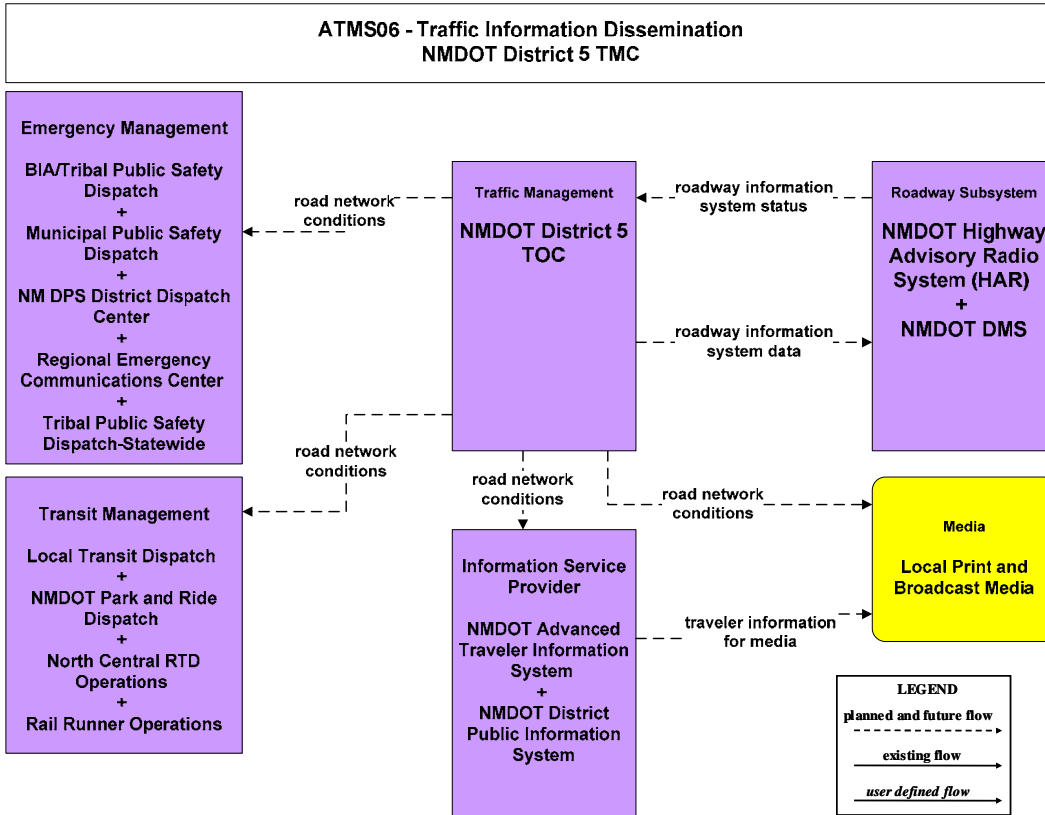 ATMS06 - Traffic Information Dissemination
NMDOT District 5 TMC
Emergency Management
BIA/Tribal Public Safety
Dispatch
+
Municipal Public Safety
Dispatch
+
NM DPS District Dispatch
Center
+
Regional Emergency
Communications Center
+
Tribal Public Safety
Dispatch-Statewide
road network
conditions
Traffic Management
NMDOT District 5
TOC
roadway information
system status
roadway information
system data
Roadway Subsystem
NMDOT Highway
Advisory Radio
System (HAR)
+
NMDOT DMS
road network
conditions
road network
conditions
road network
conditions
Transit Management
Local Transit Dispatch
+
NMDOT Park and Ride
Dispatch
+
North Central RTD
Operations
+
Rail Runner Operations
Information Service
Provider
NMDOT Advanced
Traveler Information
System
+
NMDOT District
Public Information
System
traveler information
for media
Media
Local Print and
Broadcast Media
LEGEND
planned and future flow
existing flow
user defined flow